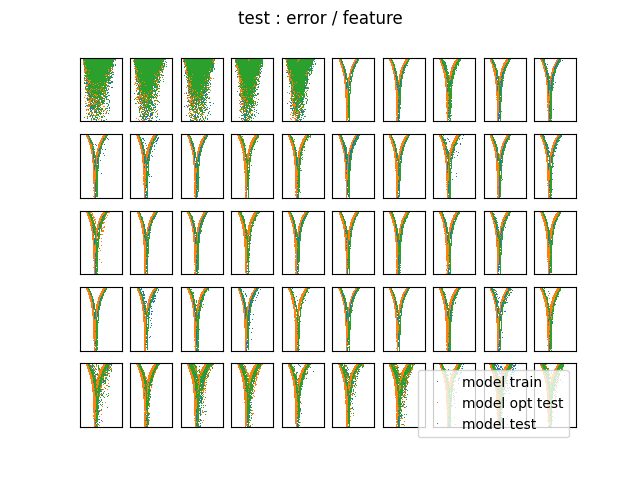 test : error / feature
model train
model opt test
model test